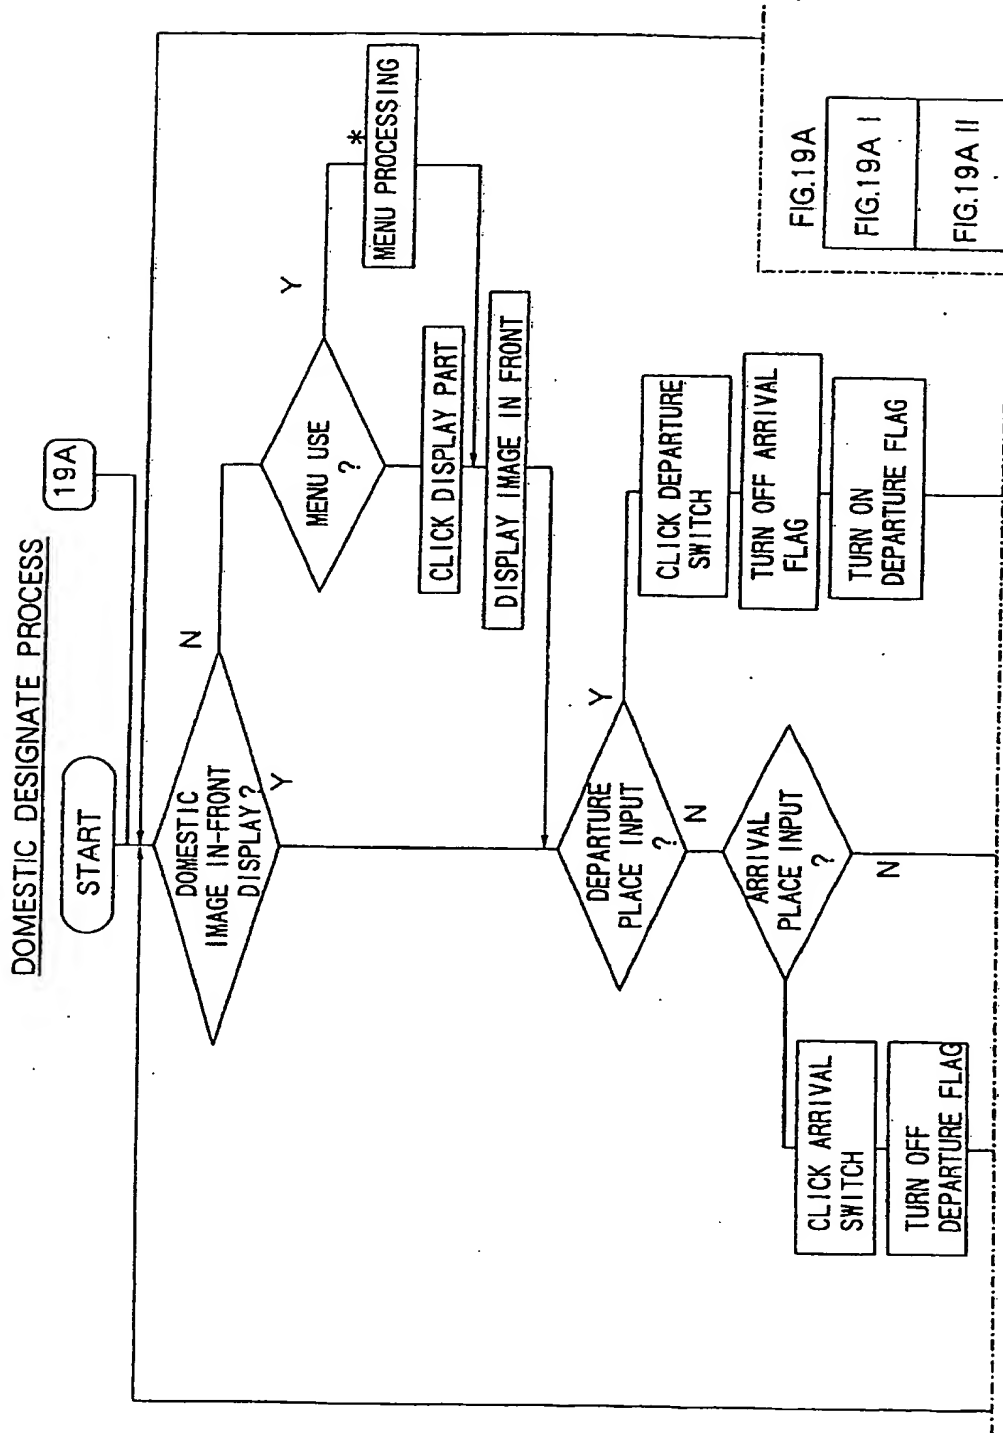 DOMESTIC DESIGNATE PROCESS
START
19A
DOMESTIC
IMAGE IN-FRONT
DISPLAY?
N
Y
MENU USE
?
Y
*
MENU PROCESSING
CLICK DISPLAY PART
DISPLAY IMAGE IN FRONT
DEPARTURE
PLACE INPUT
?
Y
N
CLICK DEPARTURE
SWITCH
TURN OFF ARRIVAL
FLAG
TURN ON
DEPARTURE FLAG
ARRIVAL
PLACE INPUT
?
N
CLICK ARRIVAL
SWITCH
TURN OFF
DEPARTURE FLAG
FIG.19A
FIG.19A I
FIG.19A II